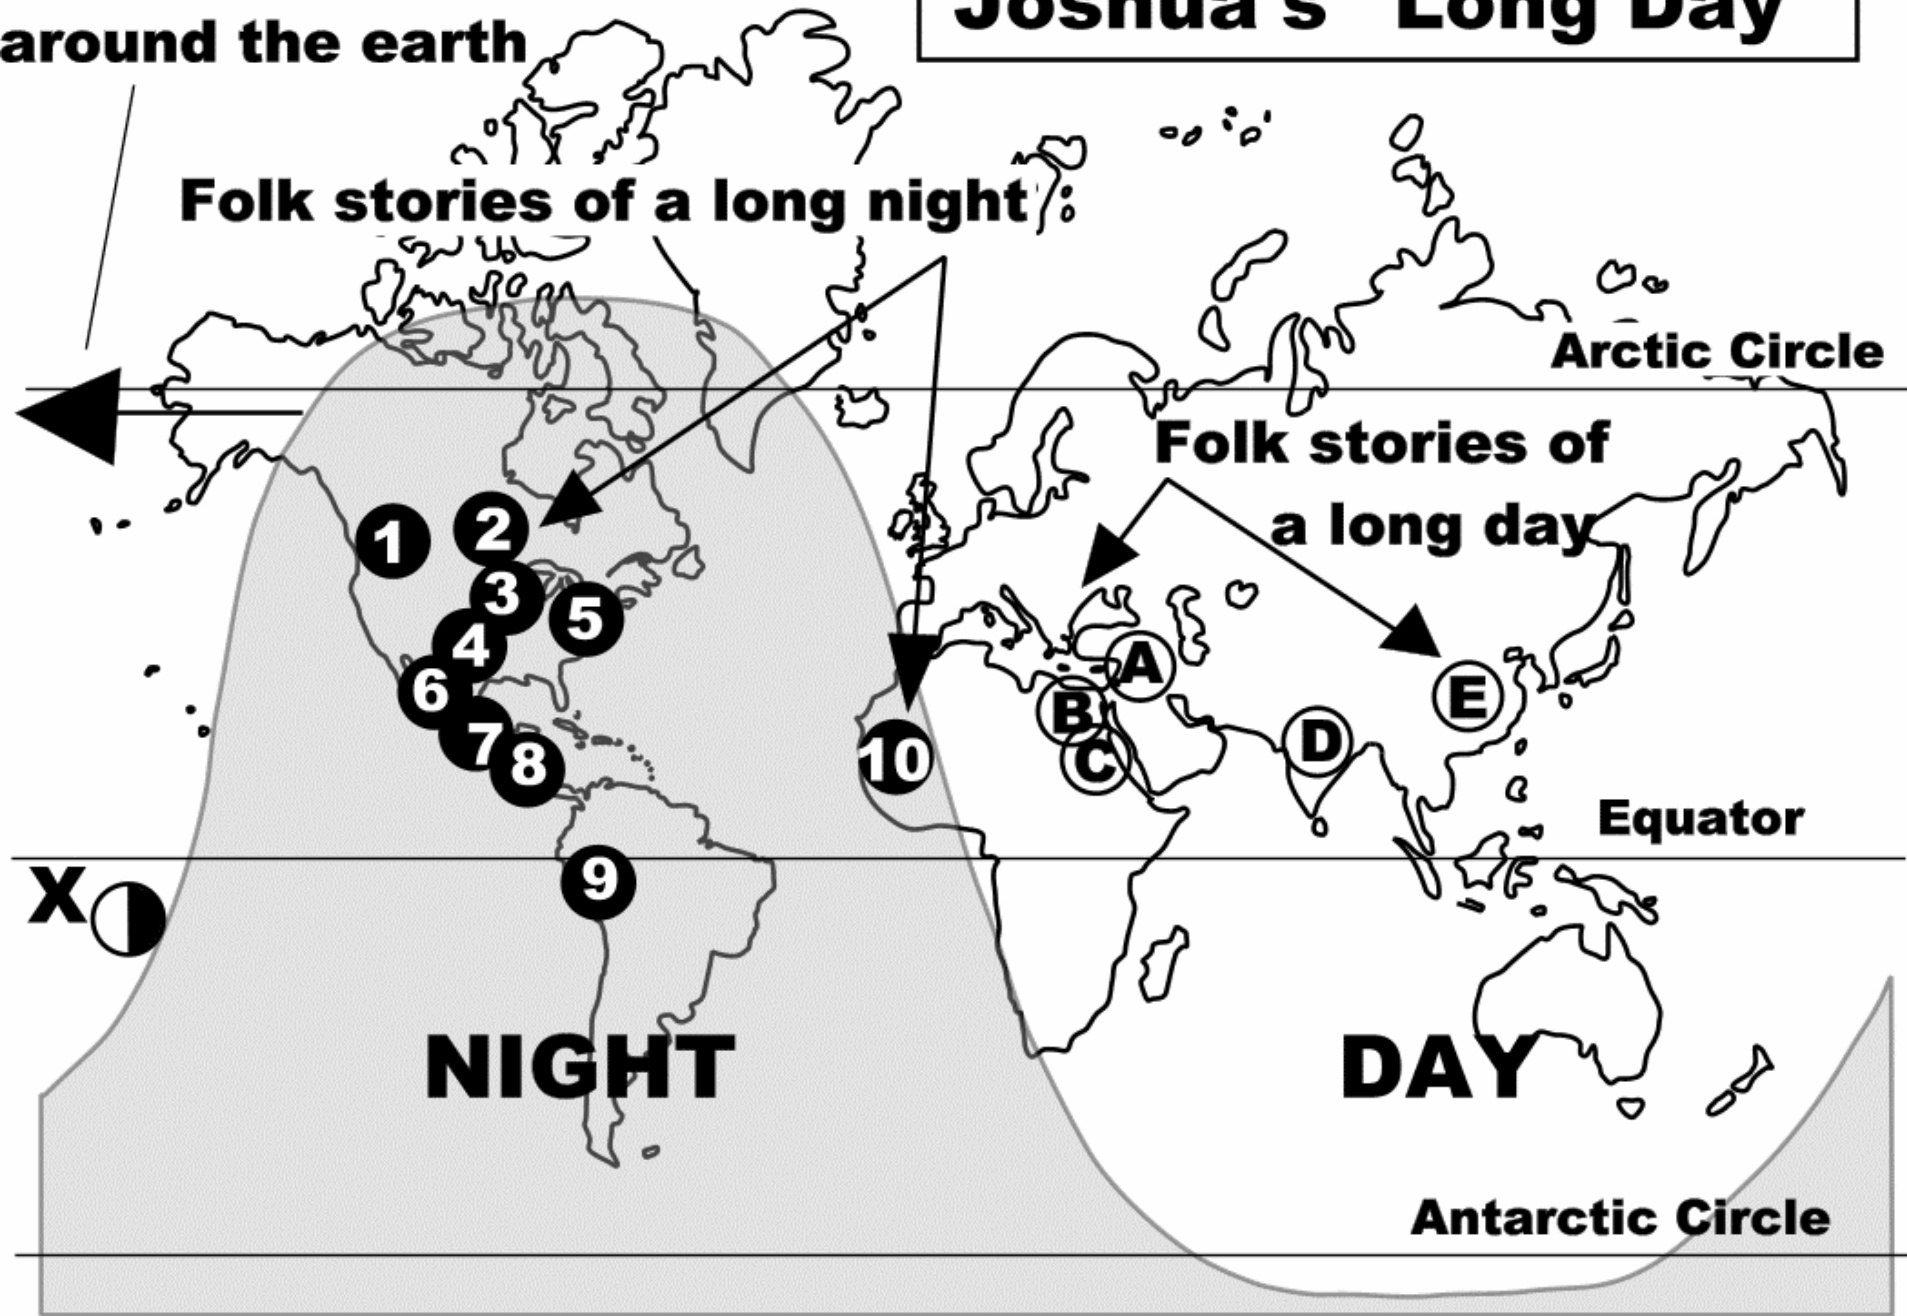 Joshua's "Long Day"
around the earth
Folk stories of a long night
Arctic Circle
Folk stories of
a long day
1
2
3
5
4
A
6
E
B
7
D
8
10
C
Equator
X
9
NIGHT
DAY
Antarctic Circle